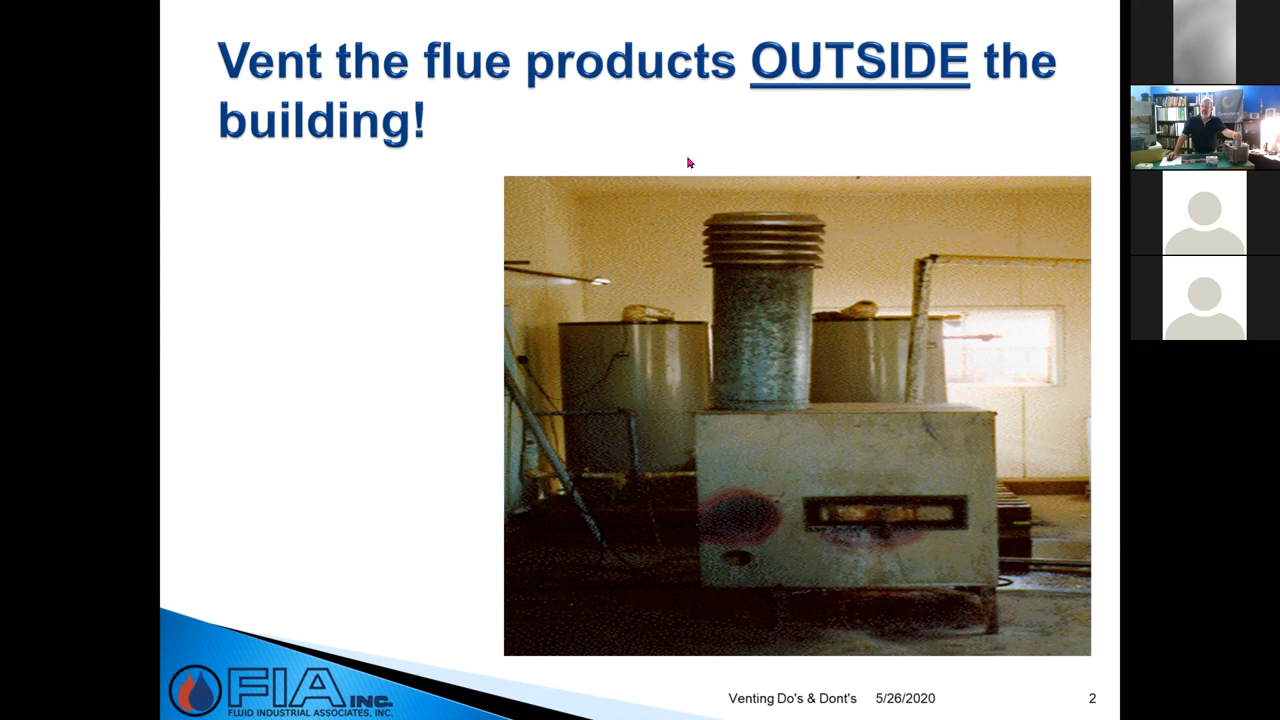 Vent the flue products OUTSIDE the
building!
FIA INC.
FLUID INDUSTRIAL ASSOCIATES, INC.
Venting Do's & Dont's 5/26/2020 2